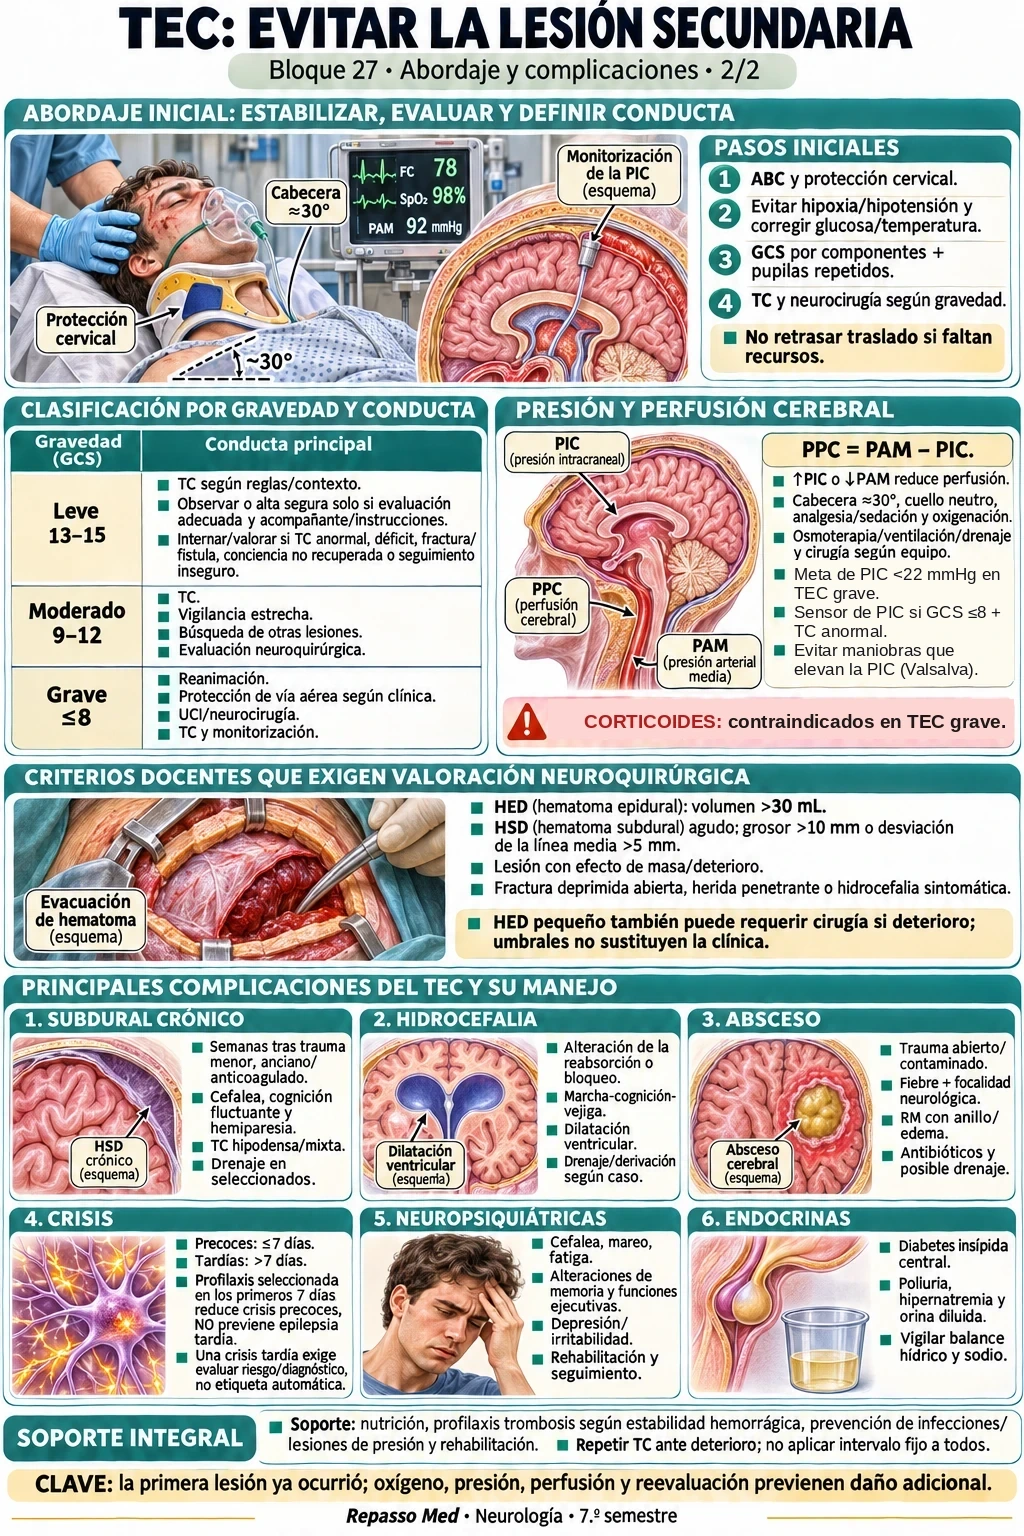 TEC: EVITAR LA LESIÓN SECUNDARIA
Bloque 27 • Abordaje y complicaciones • 2/2
ABORDAJE INICIAL: ESTABILIZAR, EVALUAR Y DEFINIR CONDUCTA
Cabecera
≈30°
FC 78
SpO₂ 98%
PAM 92 mmHg
Monitorización
de la PIC
(esquema)
Protección
cervical
~30°
PASOS INICIALES
1 ABC y protección cervical.
2 Evitar hipoxia/hipotensión y
corregir glucosa/temperatura.
3 GCS por componentes +
pupilas repetidos.
4 TC y neurocirugía según gravedad.
No retrasar traslado si faltan
recursos.
CLASIFICACIÓN POR GRAVEDAD Y CONDUCTA
Gravedad
(GCS)
Conducta principal
Leve
13–15
TC según reglas/contexto.
Observar o alta segura solo si evaluación
adecuada y acompañante/instrucciones.
Internar/valorar si TC anormal, déficit, fractura/
fistula, conciencia no recuperada o seguimiento
inseguro.
Moderado
9–12
TC.
Vigilancia estrecha.
Búsqueda de otras lesiones.
Evaluación neuroquirúrgica.
Grave
≤8
Reanimación.
Protección de vía aérea según clínica.
UCI/neurocirugía.
TC y monitorización.
PRESIÓN Y PERFUSIÓN CEREBRAL
PIC
(presión intracraneal)
PPC
(perfusión
cerebral)
PAM
(presión arterial
media)
PPC = PAM – PIC.
↑PIC o ↓PAM reduce perfusión.
Cabecera ≈30°, cuello neutro,
analgesia/sedación y oxigenación.
Osmoterapia/ventilación/drenaje
y cirugía según equipo.
Meta de PIC <22 mmHg en
TEC grave.
Sensor de PIC si GCS ≤8 +
TC anormal.
Evitar maniobras que
elevan la PIC (Valsalva).
CORTICOIDES: contraindicados en TEC grave.
CRITERIOS DOCENTES QUE EXIGEN VALORACIÓN NEUROQUIRÚRGICA
Evacuación
de hematoma
(esquema)
HED (hematoma epidural): volumen >30 mL.
HSD (hematoma subdural) agudo; grosor >10 mm o desviación
de la línea media >5 mm.
Lesión con efecto de masa/deterioro.
Fractura deprimida abierta, herida penetrante o hidrocefalia sintomática.
HED pequeño también puede requerir cirugía si deterioro;
umbrales no sustituyen la clínica.
PRINCIPALES COMPLICACIONES DEL TEC Y SU MANEJO
1. SUBDURAL CRÓNICO
HSD
crónico
(esquema)
Semanas tras trauma
menor, anciano/
anticoagulado.
Cefalea, cognición
fluctuante y
hemiparesia.
TC hipodensa/mixta.
Drenaje en
seleccionados.
2. HIDROCEFALIA
Dilatación
ventricular
(esquema)
Alteración de la
reabsorción o
bloqueo.
Marcha-cognición-
vejiga.
Dilatación
ventricular.
Drenaje/derivación
según caso.
3. ABSCESO
Absceso
cerebral
(esquema)
Trauma abierto/
contaminado.
Fiebre + focalidad
neurológica.
RM con anillo/
edema.
Antibióticos y
posible drenaje.
4. CRISIS
Precoces: ≤7 días.
Tardías: >7 días.
Profilaxis seleccionada
en los primeros 7 días
reduce crisis precoces,
NO previene epilepsia
tardía.
Una crisis tardía exige
evaluar riesgo/diagnóstico,
no etiqueta automática.
5. NEUROPSIQUIÁTRICAS
Cefalea, mareo,
fatiga.
Alteraciones de
memoria y funciones
ejecutivas.
Depresión/
irritabilidad.
Rehabilitación y
seguimiento.
6. ENDOCRINAS
Diabetes insípida
central.
Poliuria,
hipernatremia y
orina diluida.
Vigilar balance
hídrico y sodio.
SOPORTE INTEGRAL
Soporte: nutrición, profilaxis trombosis según estabilidad hemorrágica, prevención de infecciones/
lesiones de presión y rehabilitación. Repetir TC ante deterioro; no aplicar intervalo fijo a todos.
CLAVE: la primera lesión ya ocurrió; oxígeno, presión, perfusión y reevaluación previenen daño adicional.
Repasso Med • Neurología • 7.º semestre